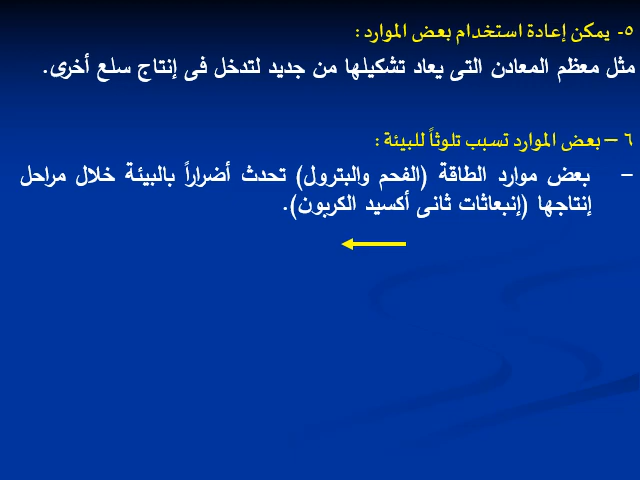 ٥- يمكن إعادة استخدام بعض الموارد :
مثل معظم المعادن التى يعاد تشكيلها من جديد لتدخل فى إنتاج سلع أخرى.
٦ – بعض الموارد تسبب تلوثاً للبيئة :
– بعض موارد الطاقة (الفحم والبترول) تحدث أضراراً بالبيئة خلال مراحل
إنتاجها (إنبعاثات ثانى أكسيد الكربون).